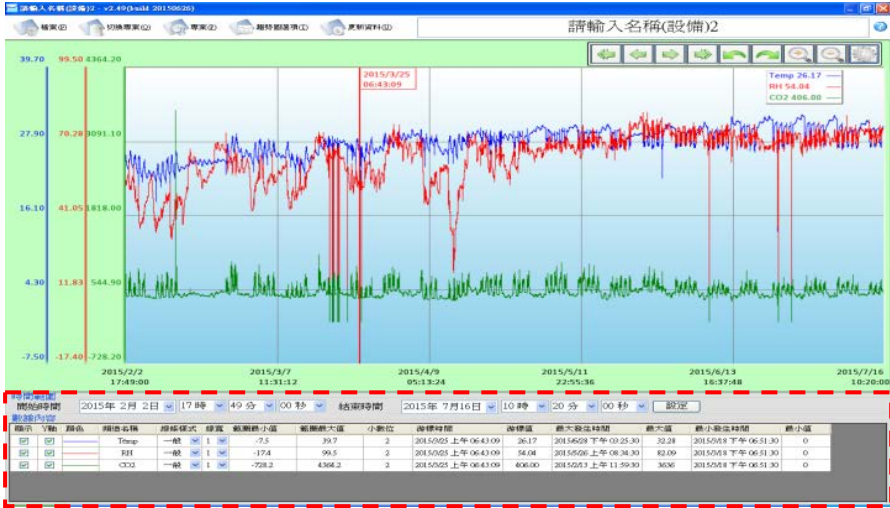 請輸入名稱(設備)2 - v2.49(build 20150626)
檔案(F) 切換專案(Q) 專案(Z) 趨勢圖選項(T) 更新資料(U) 請輸入名稱(設備)2
39.70 99.50 4364.20
2015/3/25
06:43:09
Temp 26.17
RH 54.04
CO2 406.00
27.90 70.28 3091.10
16.10 41.05 1818.00
4.30 11.83 544.90
-7.50 -17.40 -728.20
2015/2/2 2015/3/7 2015/4/9 2015/5/11 2015/6/13 2015/7/16
17:49:00 11:31:12 05:13:24 22:55:36 16:37:48 10:20:00
時間範圍
開始時間 2015年 2月 2日 17時 49分 00秒 結束時間 2015年 7月16日 10時 20分 00秒 設定
數據內容
顯示 Y軸 顏色 頻道名稱 線條樣式 線寬 範圍最小值 範圍最大值 小數位 游標時間 游標值 最大發生時間 最大值 最小發生時間 最小值
Temp 一般 1 -7.5 39.7 2 2015/3/25 上午 06:43:09 26.17 2015/6/28 下午 03:25:30 32.28 2015/3/18 下午 06:51:30 0
RH 一般 1 -17.4 99.5 2 2015/3/25 上午 06:43:09 54.04 2015/5/26 上午 08:34:30 82.09 2015/3/18 下午 06:51:30 0
CO2 一般 1 -728.2 4364.2 2 2015/3/25 上午 06:43:09 406.00 2015/2/13 上午 11:59:30 3636 2015/3/18 下午 06:51:30 0